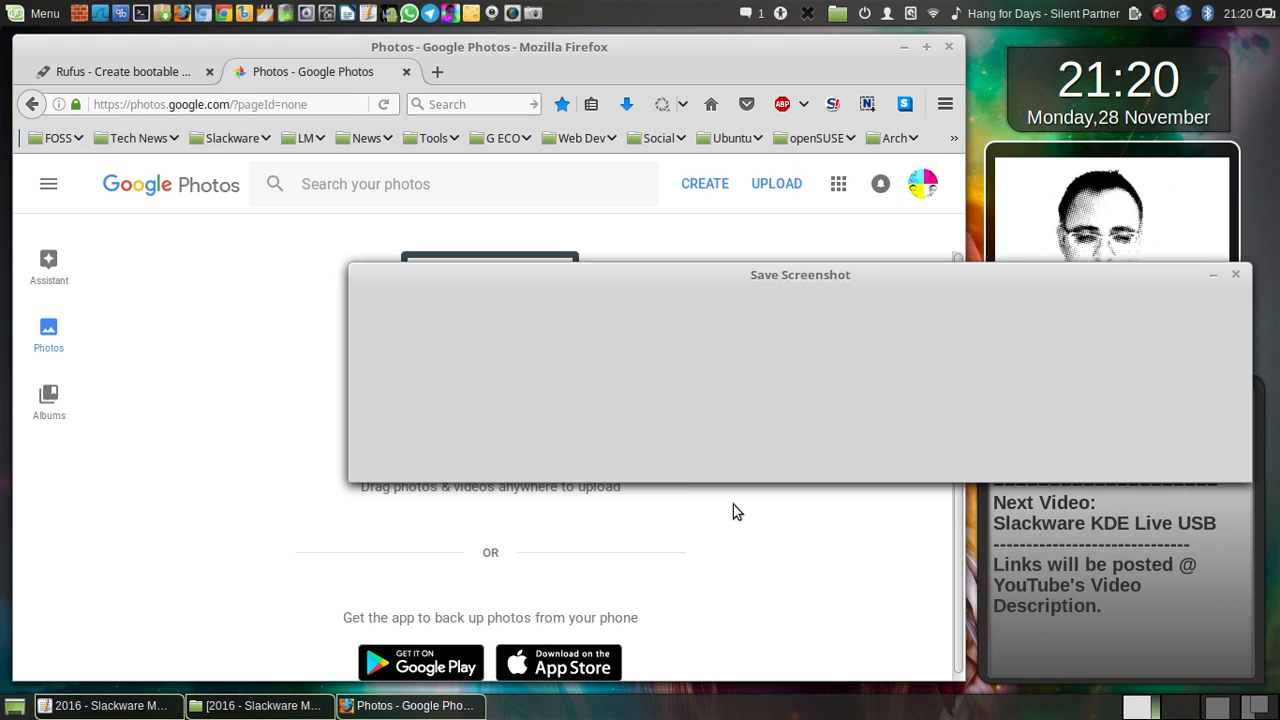 Menu
1
Hang for Days - Silent Partner
21:20
Photos - Google Photos - Mozilla Firefox
Rufus - Create bootable ...
Photos - Google Photos
https://photos.google.com/?pageId=none
Search
FOSS
Tech News
Slackware
LM
News
Tools
G ECO
Web Dev
Social
Ubuntu
openSUSE
Arch
»
Google Photos
Search your photos
CREATE
UPLOAD
Assistant
Photos
Albums
Save Screenshot
Drag photos & videos anywhere to upload
OR
Get the app to back up photos from your phone
GET IT ON
Google Play
Download on the
App Store
21:20
Monday,28 November
Next Video:
Slackware KDE Live USB
----------------------------
Links will be posted @
YouTube's Video
Description.
2016 - Slackware M...
[2016 - Slackware M...
Photos - Google Pho...